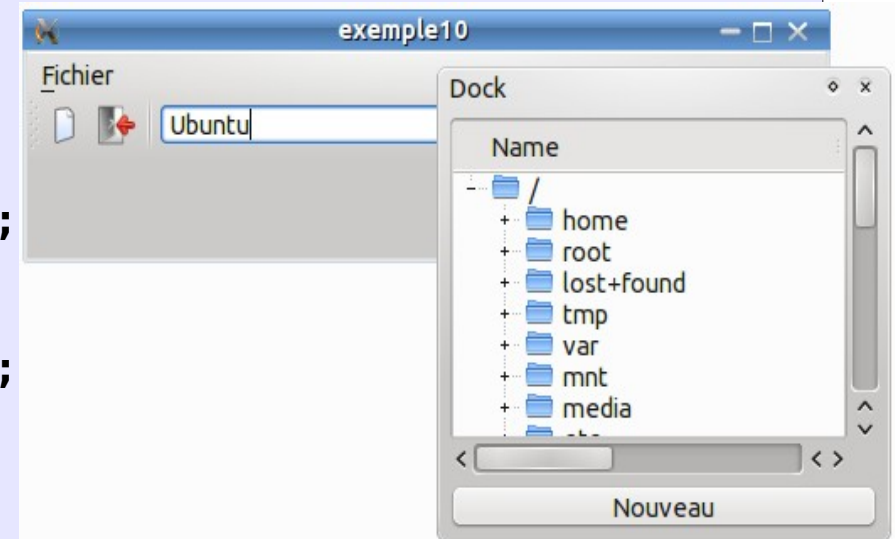 exemple10
Fichier
Ubuntu
;
;
Dock
Name
/
home
root
lost+found
tmp
var
mnt
media
Nouveau